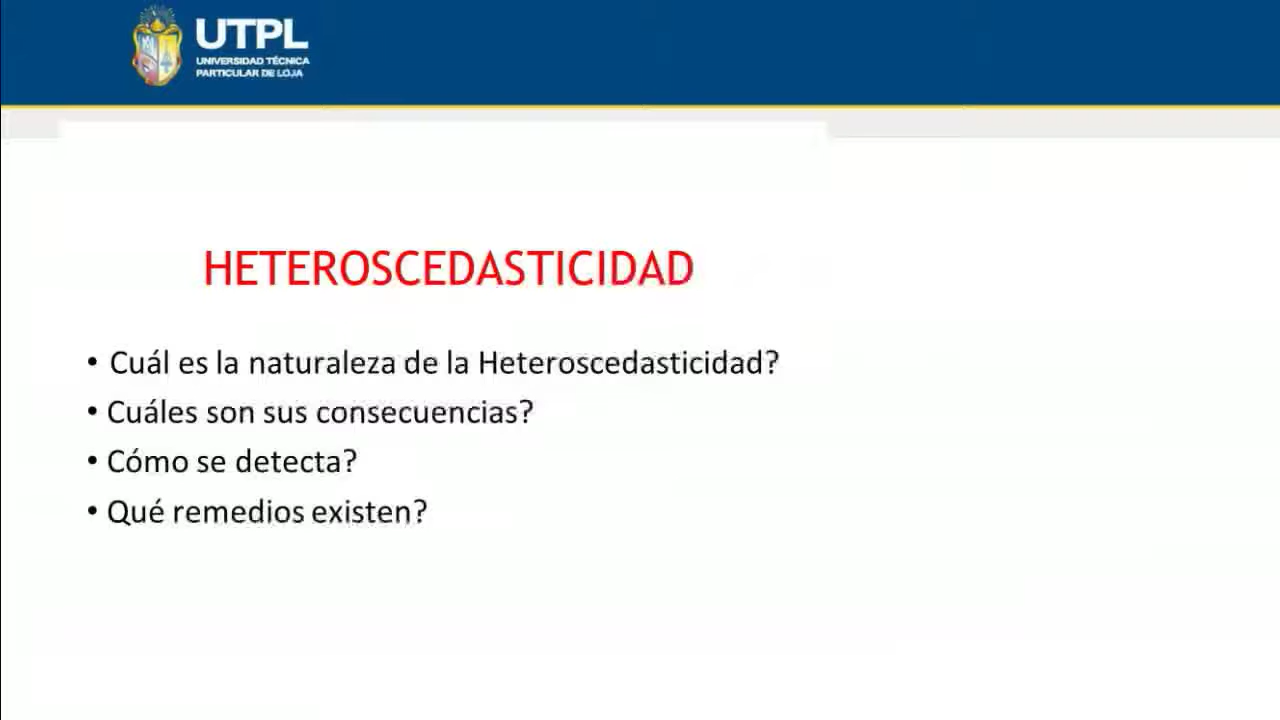 UTPL
UNIVERSIDAD TÉCNICA
PARTICULAR DE LOJA
HETEROSCEDASTICIDAD
• Cuál es la naturaleza de la Heteroscedasticidad?
• Cuáles son sus consecuencias?
• Cómo se detecta?
• Qué remedios existen?